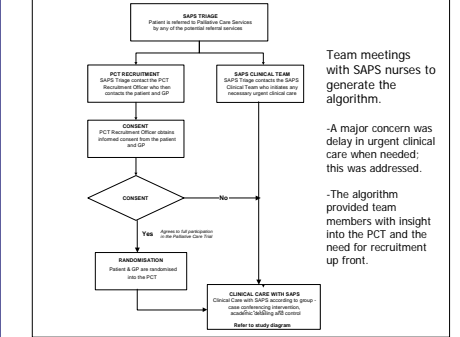 SAPS TRIAGE
Patient is referred to Palliative Care Services
by any of the potential referral services
PCT RECRUITMENT
SAPS Triage contact the PCT
Recruitment Officer who then
contacts the patient and GP
SAPS CLINICAL TEAM
SAPS Triage contacts the SAPS
Clinical Team who initiates any
necessary urgent clinical care
CONSENT
PCT Recruitment Officer obtains
informed consent from the patient
and GP
CONSENT
No
Yes
Agrees to full participation
in the Palliative Care Trial
RANDOMISATION
Patient & GP are randomised
into the PCT
CLINICAL CARE WITH SAPS
Clinical Care with SAPS according to group -
case conferencing intervention,
academic detailing and control
Refer to study diagram
Team meetings
with SAPS nurses to
generate the
algorithm.
-A major concern was
delay in urgent clinical
care when needed;
this was addressed.
-The algorithm
provided team
members with insight
into the PCT and the
need for recruitment
up front.